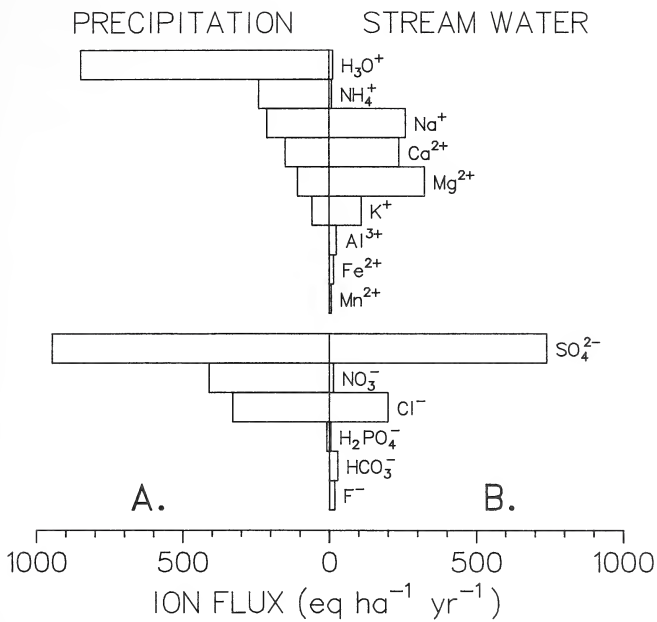 PRECIPITATION STREAM WATER
H₃O⁺
NH₄⁺
Na⁺
Ca²⁺
Mg²⁺
K⁺
Al³⁺
Fe²⁺
Mn²⁺
SO₄²⁻
NO₃⁻
Cl⁻
H₂PO₄⁻
HCO₃⁻
F⁻
A. B.
1000 500 0 500 1000
ION FLUX (eq ha⁻¹ yr⁻¹)